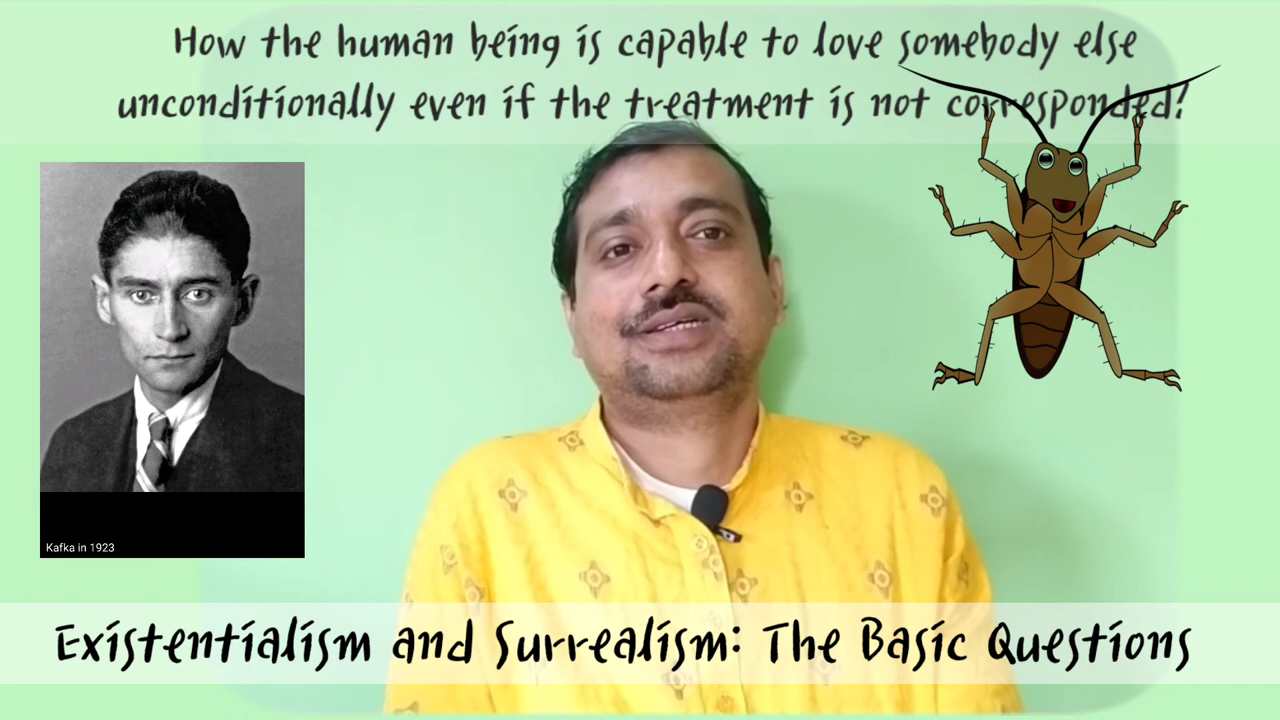 How the human being is capable to love somebody else
unconditionally even if the treatment is not corresponded!
Kafka in 1923
Existentialism and Surrealism: The Basic Questions